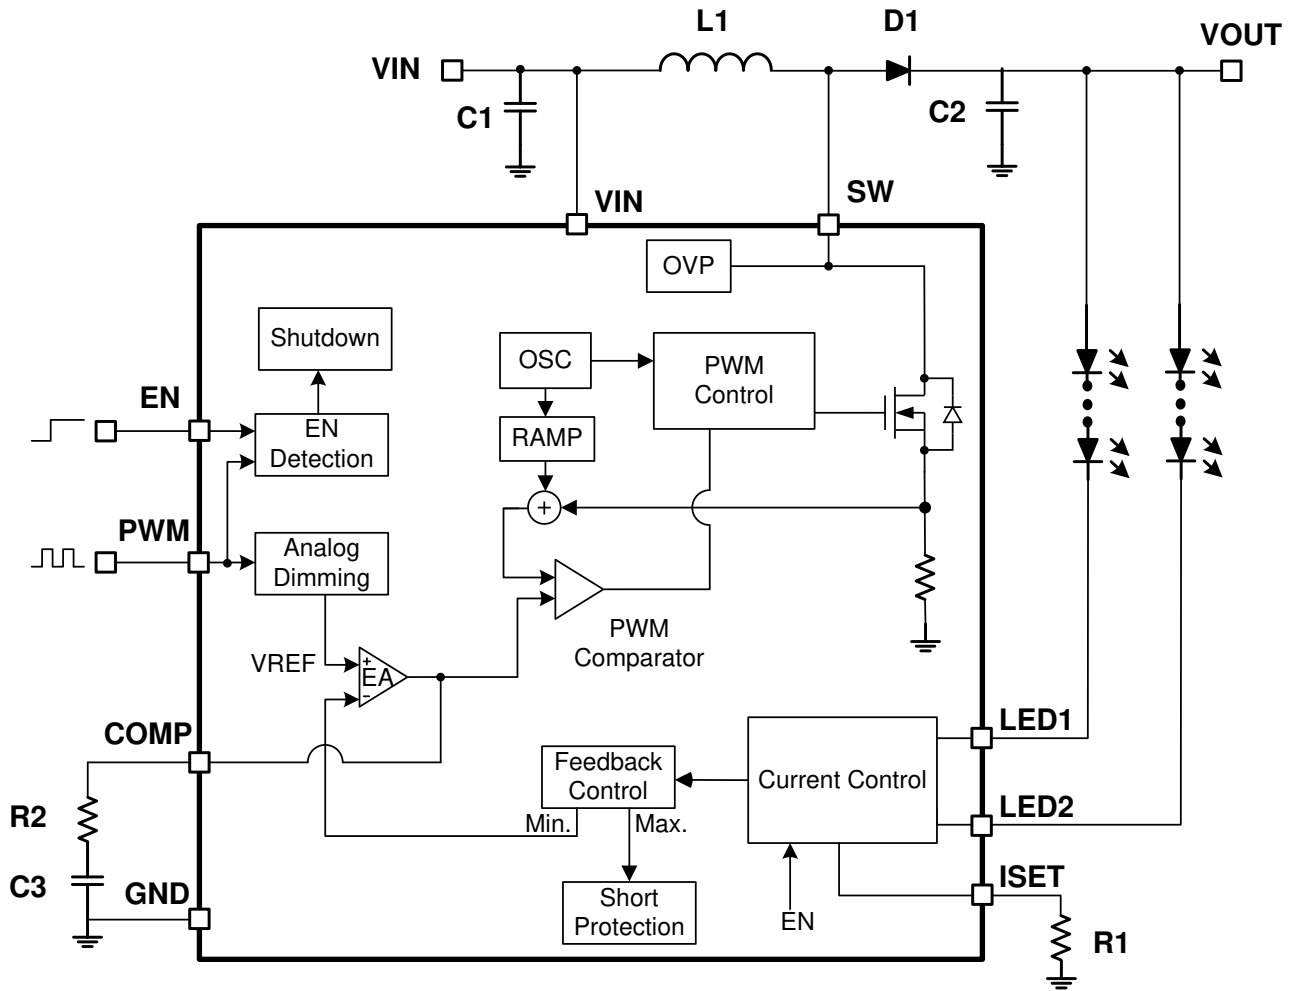 L1
D1
VOUT
VIN
C1
C2
VIN
SW
OVP
Shutdown
OSC
PWM
Control
EN
EN
Detection
RAMP
+
PWM
Analog
Dimming
PWM
Comparator
VREF
+
EA
-
COMP
LED1
Feedback
Control
Current Control
LED2
R2
Min.
Max.
C3
GND
ISET
Short
Protection
EN
R1